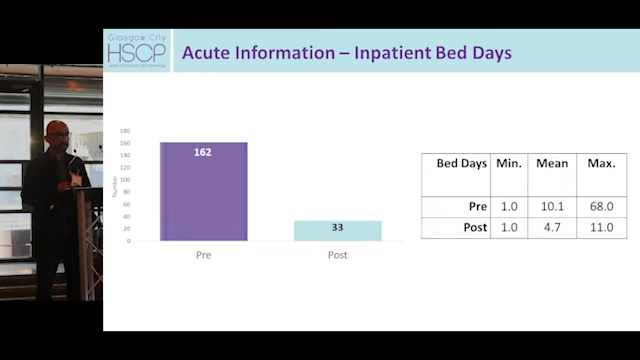 Glasgow City
HSCP
Acute Information – Inpatient Bed Days
180
160
140
120
100
80
60
40
20
0
Number
162
33
Pre
Post
Bed Days Min. Mean Max.
Pre 1.0 10.1 68.0
Post 1.0 4.7 11.0